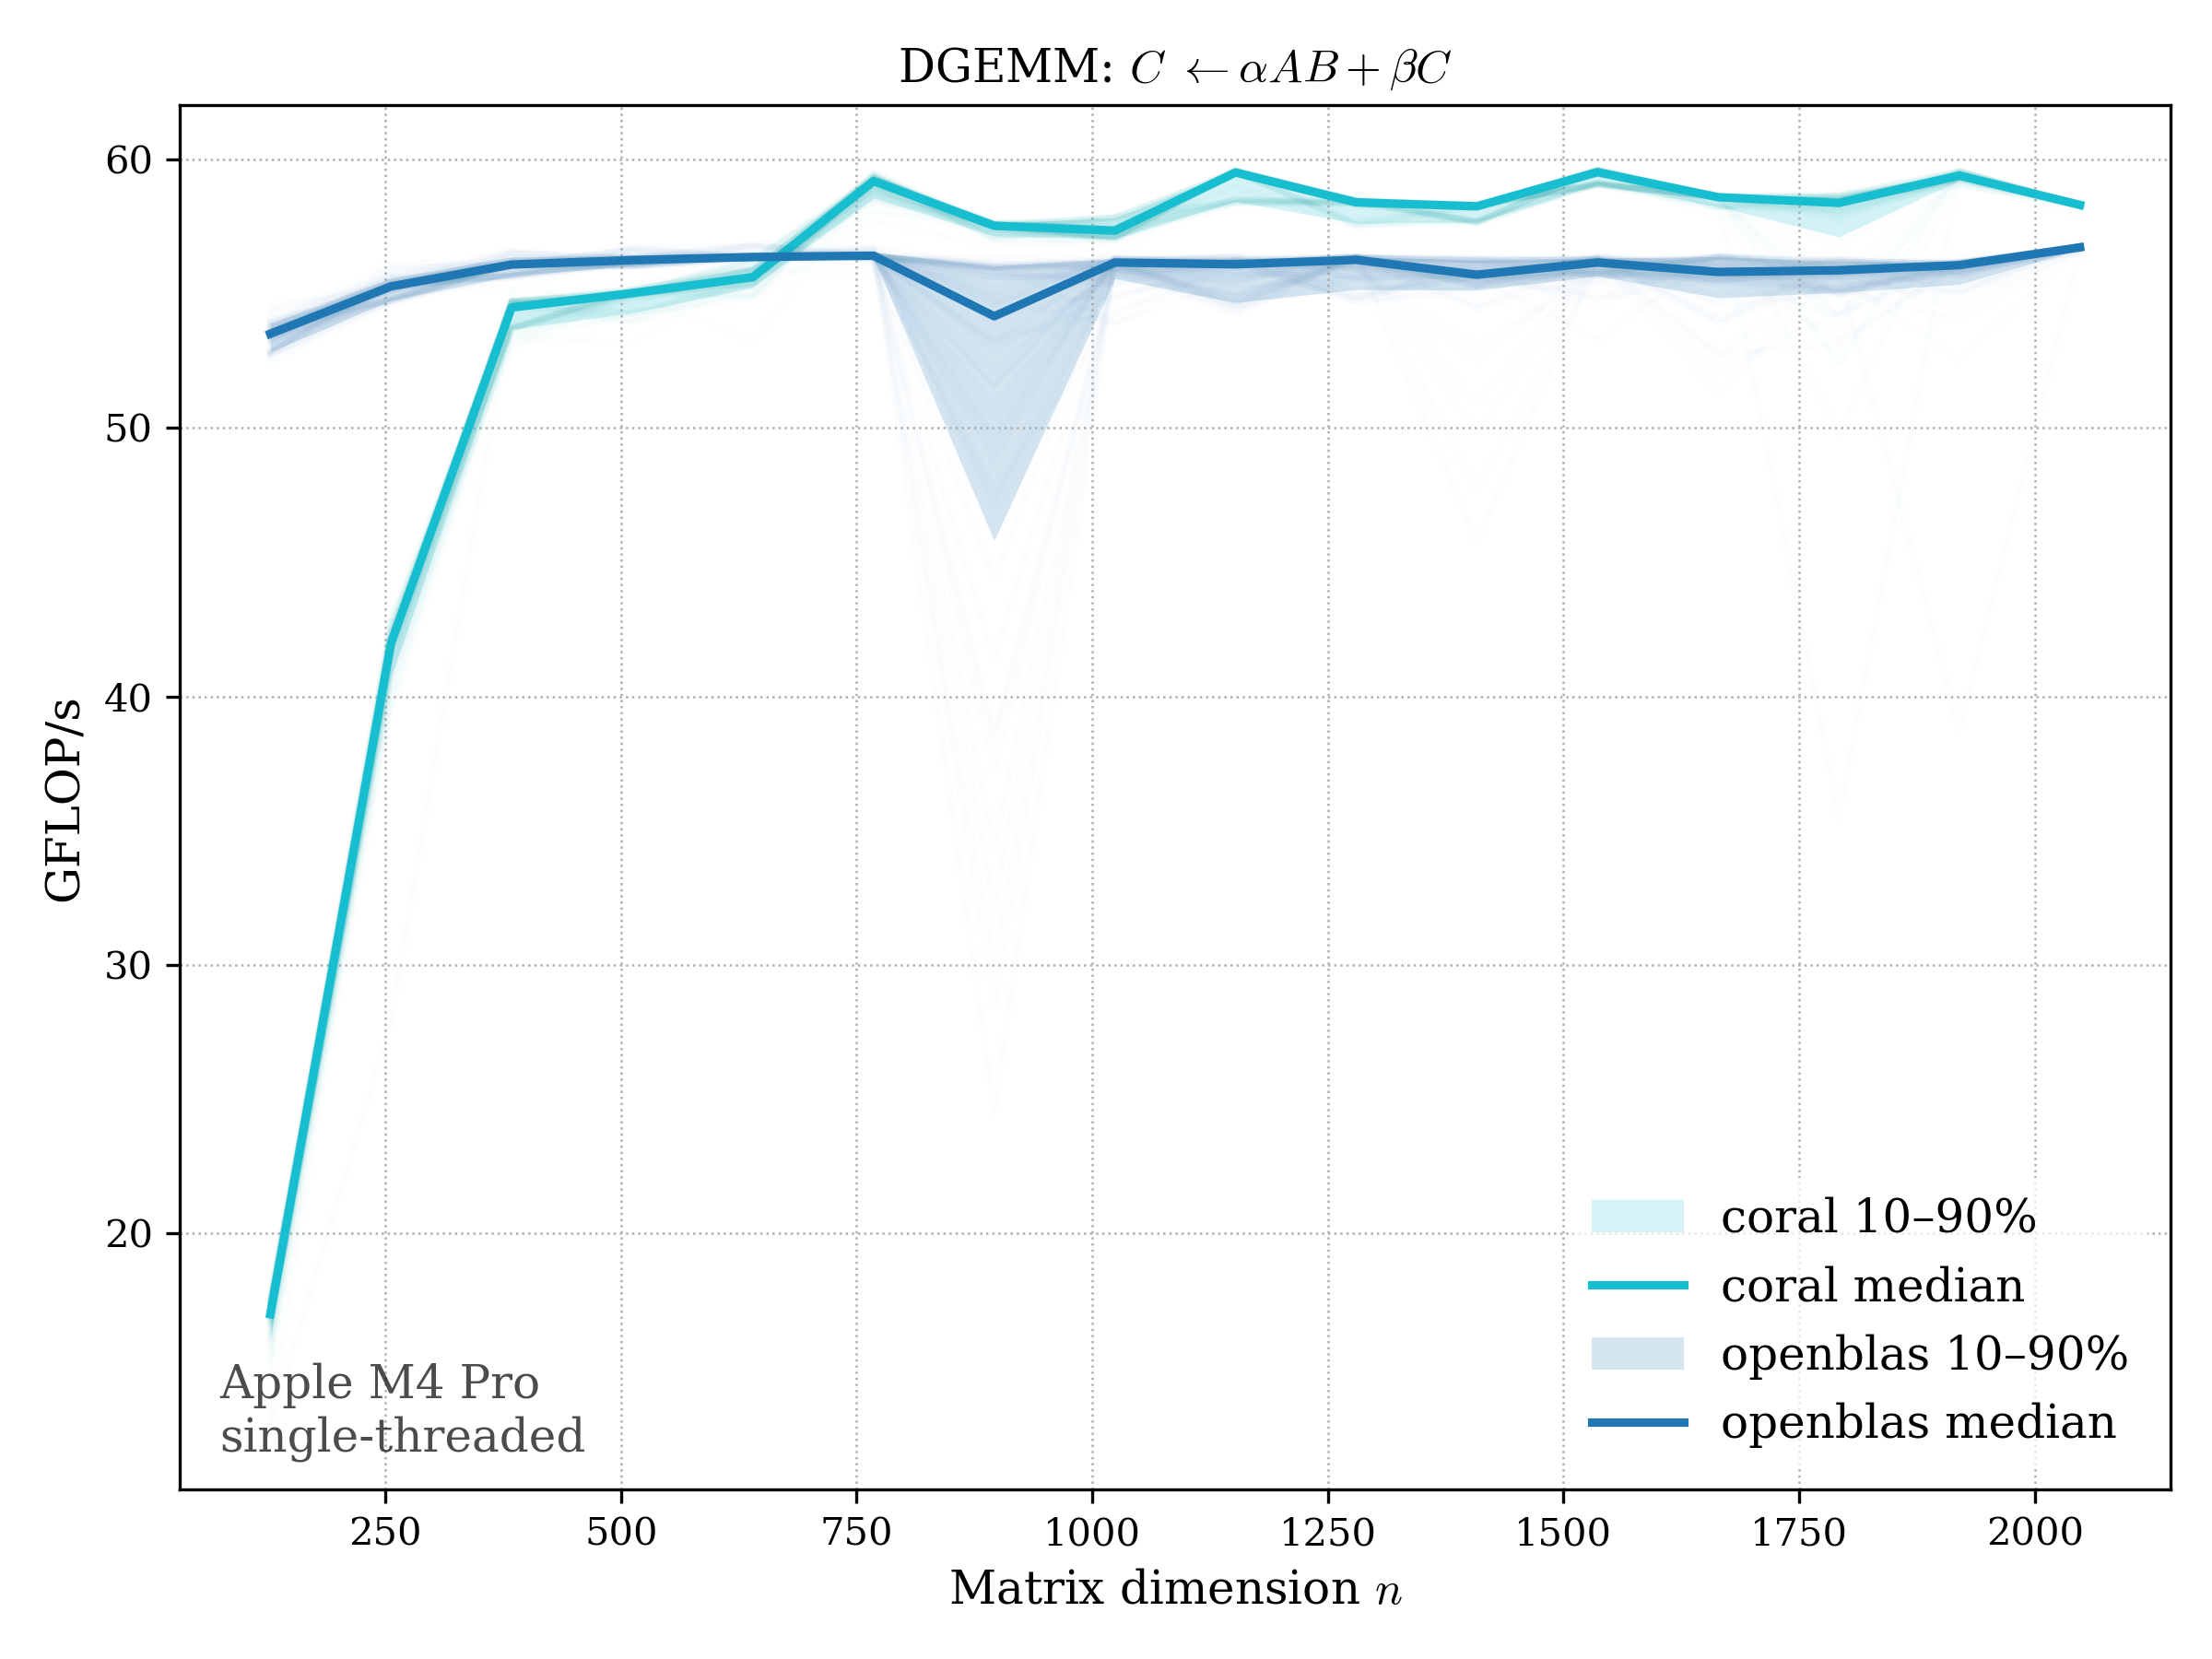 DGEMM: C ← αAB + βC
GFLOP/s
60
50
40
30
20
250
500
750
1000
1250
1500
1750
2000
Matrix dimension n
Apple M4 Pro
single-threaded
coral 10–90%
coral median
openblas 10–90%
openblas median